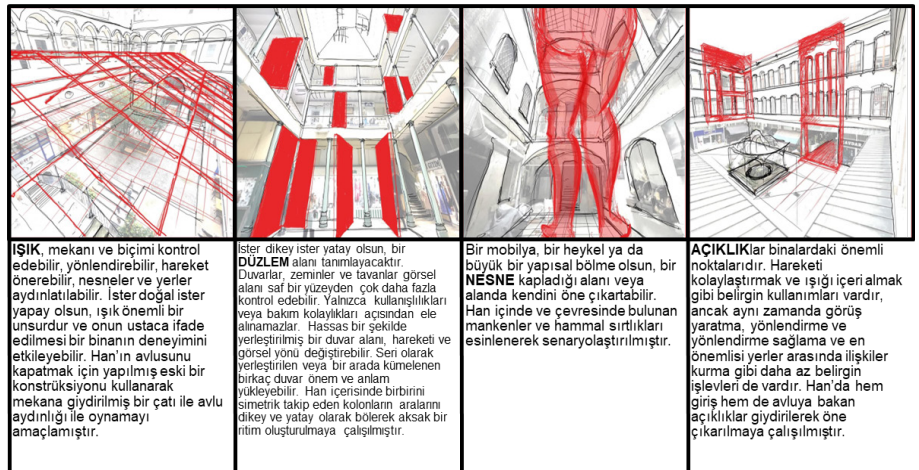 IŞIK, mekanı ve biçimi kontrol
edebilir, yönlendirebilir, hareket
önerebilir, nesneler ve yerler
aydınlatılabilir. İster doğal ister
yapay olsun, ışık önemli bir
unsurdur ve onun ustaca ifade
edilmesi bir binanın deneyimini
etkileyebilir. Han'ın avlusunu
kapatmak için yapılmış eski bir
konstrüksiyonu kullanarak
mekana giydirilmiş bir çatı ile avlu
aydınlığı ile oynamayı
amaçlamıştır.
İster dikey ister yatay olsun, bir
DÜZLEM alanı tanımlayacaktır.
Duvarlar, zeminler ve tavanlar görsel
alanı saf bir yüzeyden çok daha fazla
kontrol edebilir. Yalnızca kullanışlılıkları
veya bakım kolaylıkları açısından ele
alınamazlar. Hassas bir şekilde
yerleştirilmiş bir duvar alanı, hareketi ve
görsel yönü değiştirebilir. Seri olarak
yerleştirilen veya bir arada kümelenen
birkaç duvar önem ve anlam
yükleyebilir. Han içerisinde birbirini
simetrik takip eden kolonların aralarını
dikey ve yatay olarak bölerek aksak bir
ritim oluşturulmaya çalışılmıştır.
Bir mobilya, bir heykel ya da
büyük bir yapısal bölme olsun, bir
NESNE kapladığı alanı veya
alanda kendini öne çıkartabilir.
Han içinde ve çevresinde bulunan
mankenler ve hammal sırtlıkları
esinlenerek senaryolaştırılmıştır.
AÇIKLIKlar binalardaki önemli
noktalarıdır. Hareketi
kolaylaştırmak ve ışığı içeri almak
gibi belirgin kullanımları vardır,
ancak aynı zamanda görüş
yaratma, yönlendirme ve
yönlendirme sağlama ve en
önemlisi yerler arasında ilişkiler
kurma gibi daha az belirgin
işlevleri de vardır. Han'da hem
giriş hem de avluya bakan
açıklıklar giydirilerek öne
çıkarılmaya çalışılmıştır.